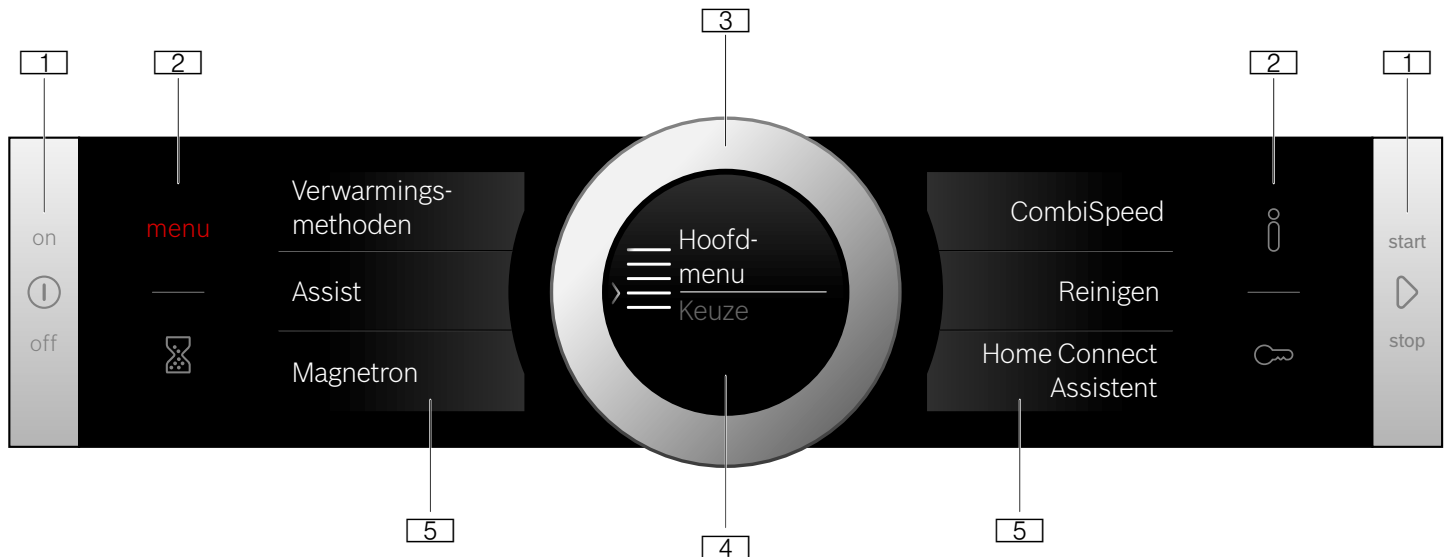 3
1
2
2
1
on
off
menu
Verwarmings-
methoden
Assist
Magnetron
Hoofd-
menu
Keuze
CombiSpeed
Reinigen
Home Connect
Assistent
start
stop
5
4
5